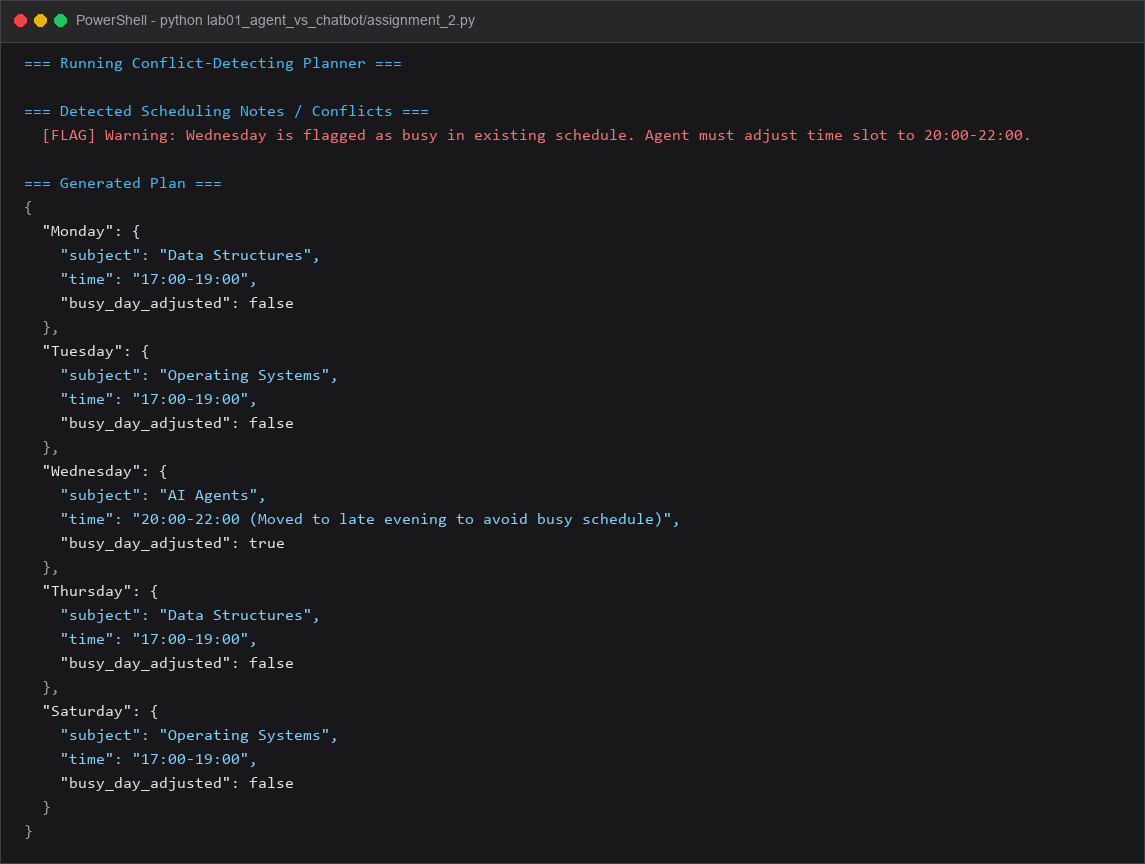 PowerShell - python lab01_agent_vs_chatbot/assignment_2.py
=== Running Conflict-Detecting Planner ===
=== Detected Scheduling Notes / Conflicts ===
  [FLAG] Warning: Wednesday is flagged as busy in existing schedule. Agent must adjust time slot to 20:00-22:00.
=== Generated Plan ===
{
  "Monday": {
    "subject": "Data Structures",
    "time": "17:00-19:00",
    "busy_day_adjusted": false
  },
  "Tuesday": {
    "subject": "Operating Systems",
    "time": "17:00-19:00",
    "busy_day_adjusted": false
  },
  "Wednesday": {
    "subject": "AI Agents",
    "time": "20:00-22:00 (Moved to late evening to avoid busy schedule)",
    "busy_day_adjusted": true
  },
  "Thursday": {
    "subject": "Data Structures",
    "time": "17:00-19:00",
    "busy_day_adjusted": false
  },
  "Saturday": {
    "subject": "Operating Systems",
    "time": "17:00-19:00",
    "busy_day_adjusted": false
  }
}